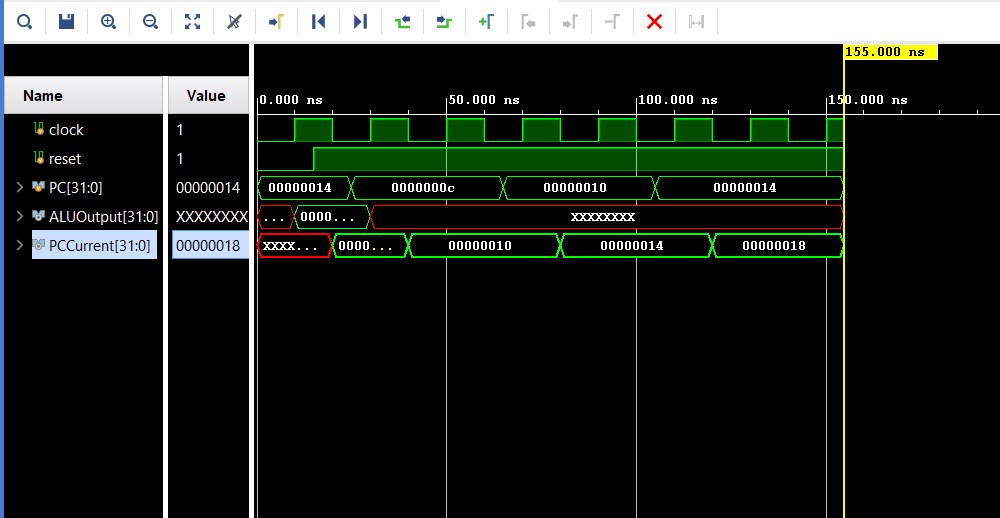 155.000 ns
Name Value
0.000 ns 50.000 ns 100.000 ns 150.000 ns
clock 1
reset 1
PC[31:0] 00000014 00000014 0000000c 00000010 00000014
ALUOutput[31:0] XXXXXXXX ... 0000... XXXXXXXX
PCCurrent[31:0] 00000018 XXXX... 0000... 00000010 00000014 00000018